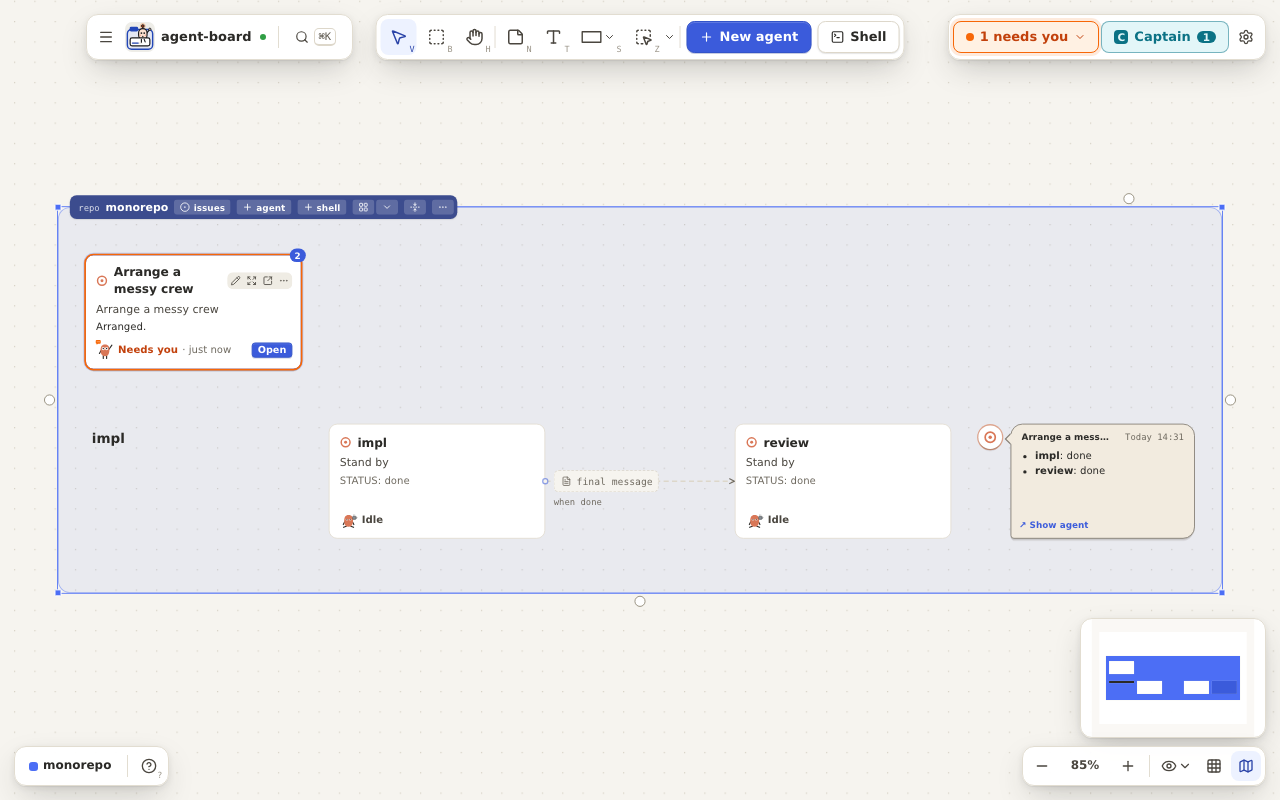 agent-board
⌘K
V
B
H
N
T
S
Z
New agent
Shell
1 needs you
C Captain 1
repo monorepo issues agent shell
2
Arrange a messy crew
Arrange a messy crew
Arranged.
Needs you · just now
Open
impl
impl
Stand by
STATUS: done
Idle
final message
when done
review
Stand by
STATUS: done
Idle
Arrange a mess… Today 14:31
• impl: done
• review: done
↗ Show agent
monorepo
?
85%